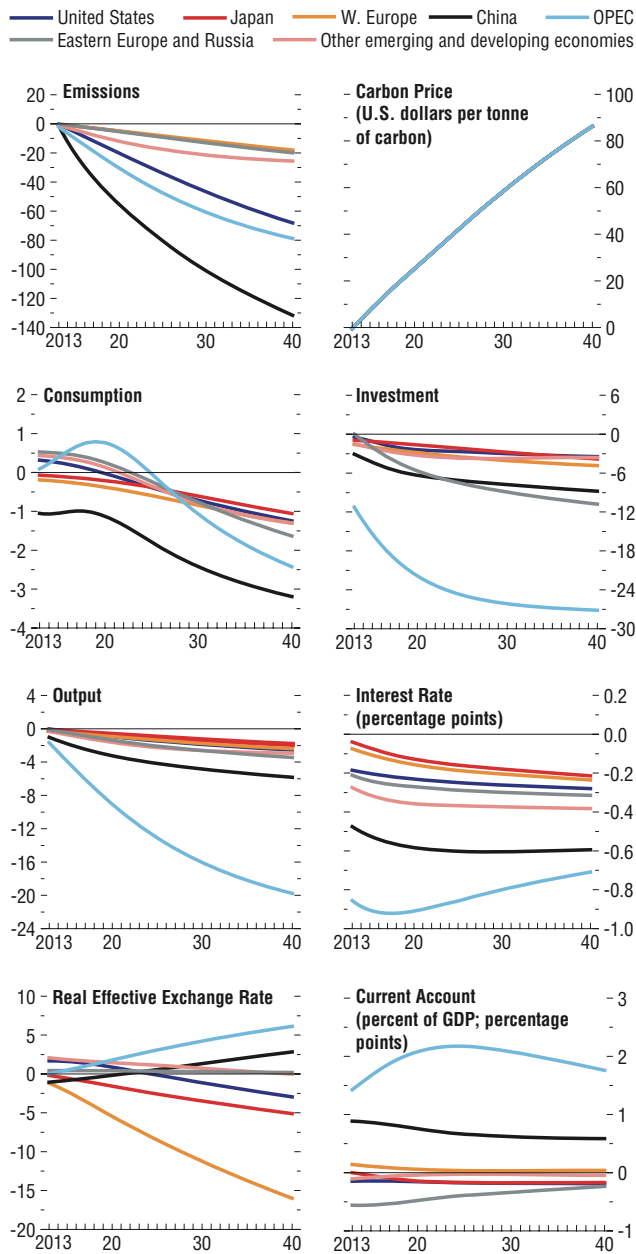 United States Japan W. Europe China OPEC
Eastern Europe and Russia Other emerging and developing economies
Emissions
20
0
-20
-40
-60
-80
-100
-120
-140
2013 20 30 40
Carbon Price
(U.S. dollars per tonne
of carbon)
100
80
60
40
20
0
2013 20 30 40
Consumption
2
1
0
-1
-2
-3
-4
2013 20 30 40
Investment
6
0
-6
-12
-18
-24
-30
2013 20 30 40
Output
4
0
-4
-8
-12
-16
-20
-24
2013 20 30 40
Interest Rate
(percentage points)
0.2
0.0
-0.2
-0.4
-0.6
-0.8
-1.0
2013 20 30 40
Real Effective Exchange Rate
10
5
0
-5
-10
-15
-20
2013 20 30 40
Current Account
(percent of GDP; percentage
points)
3
2
1
0
-1
2013 20 30 40